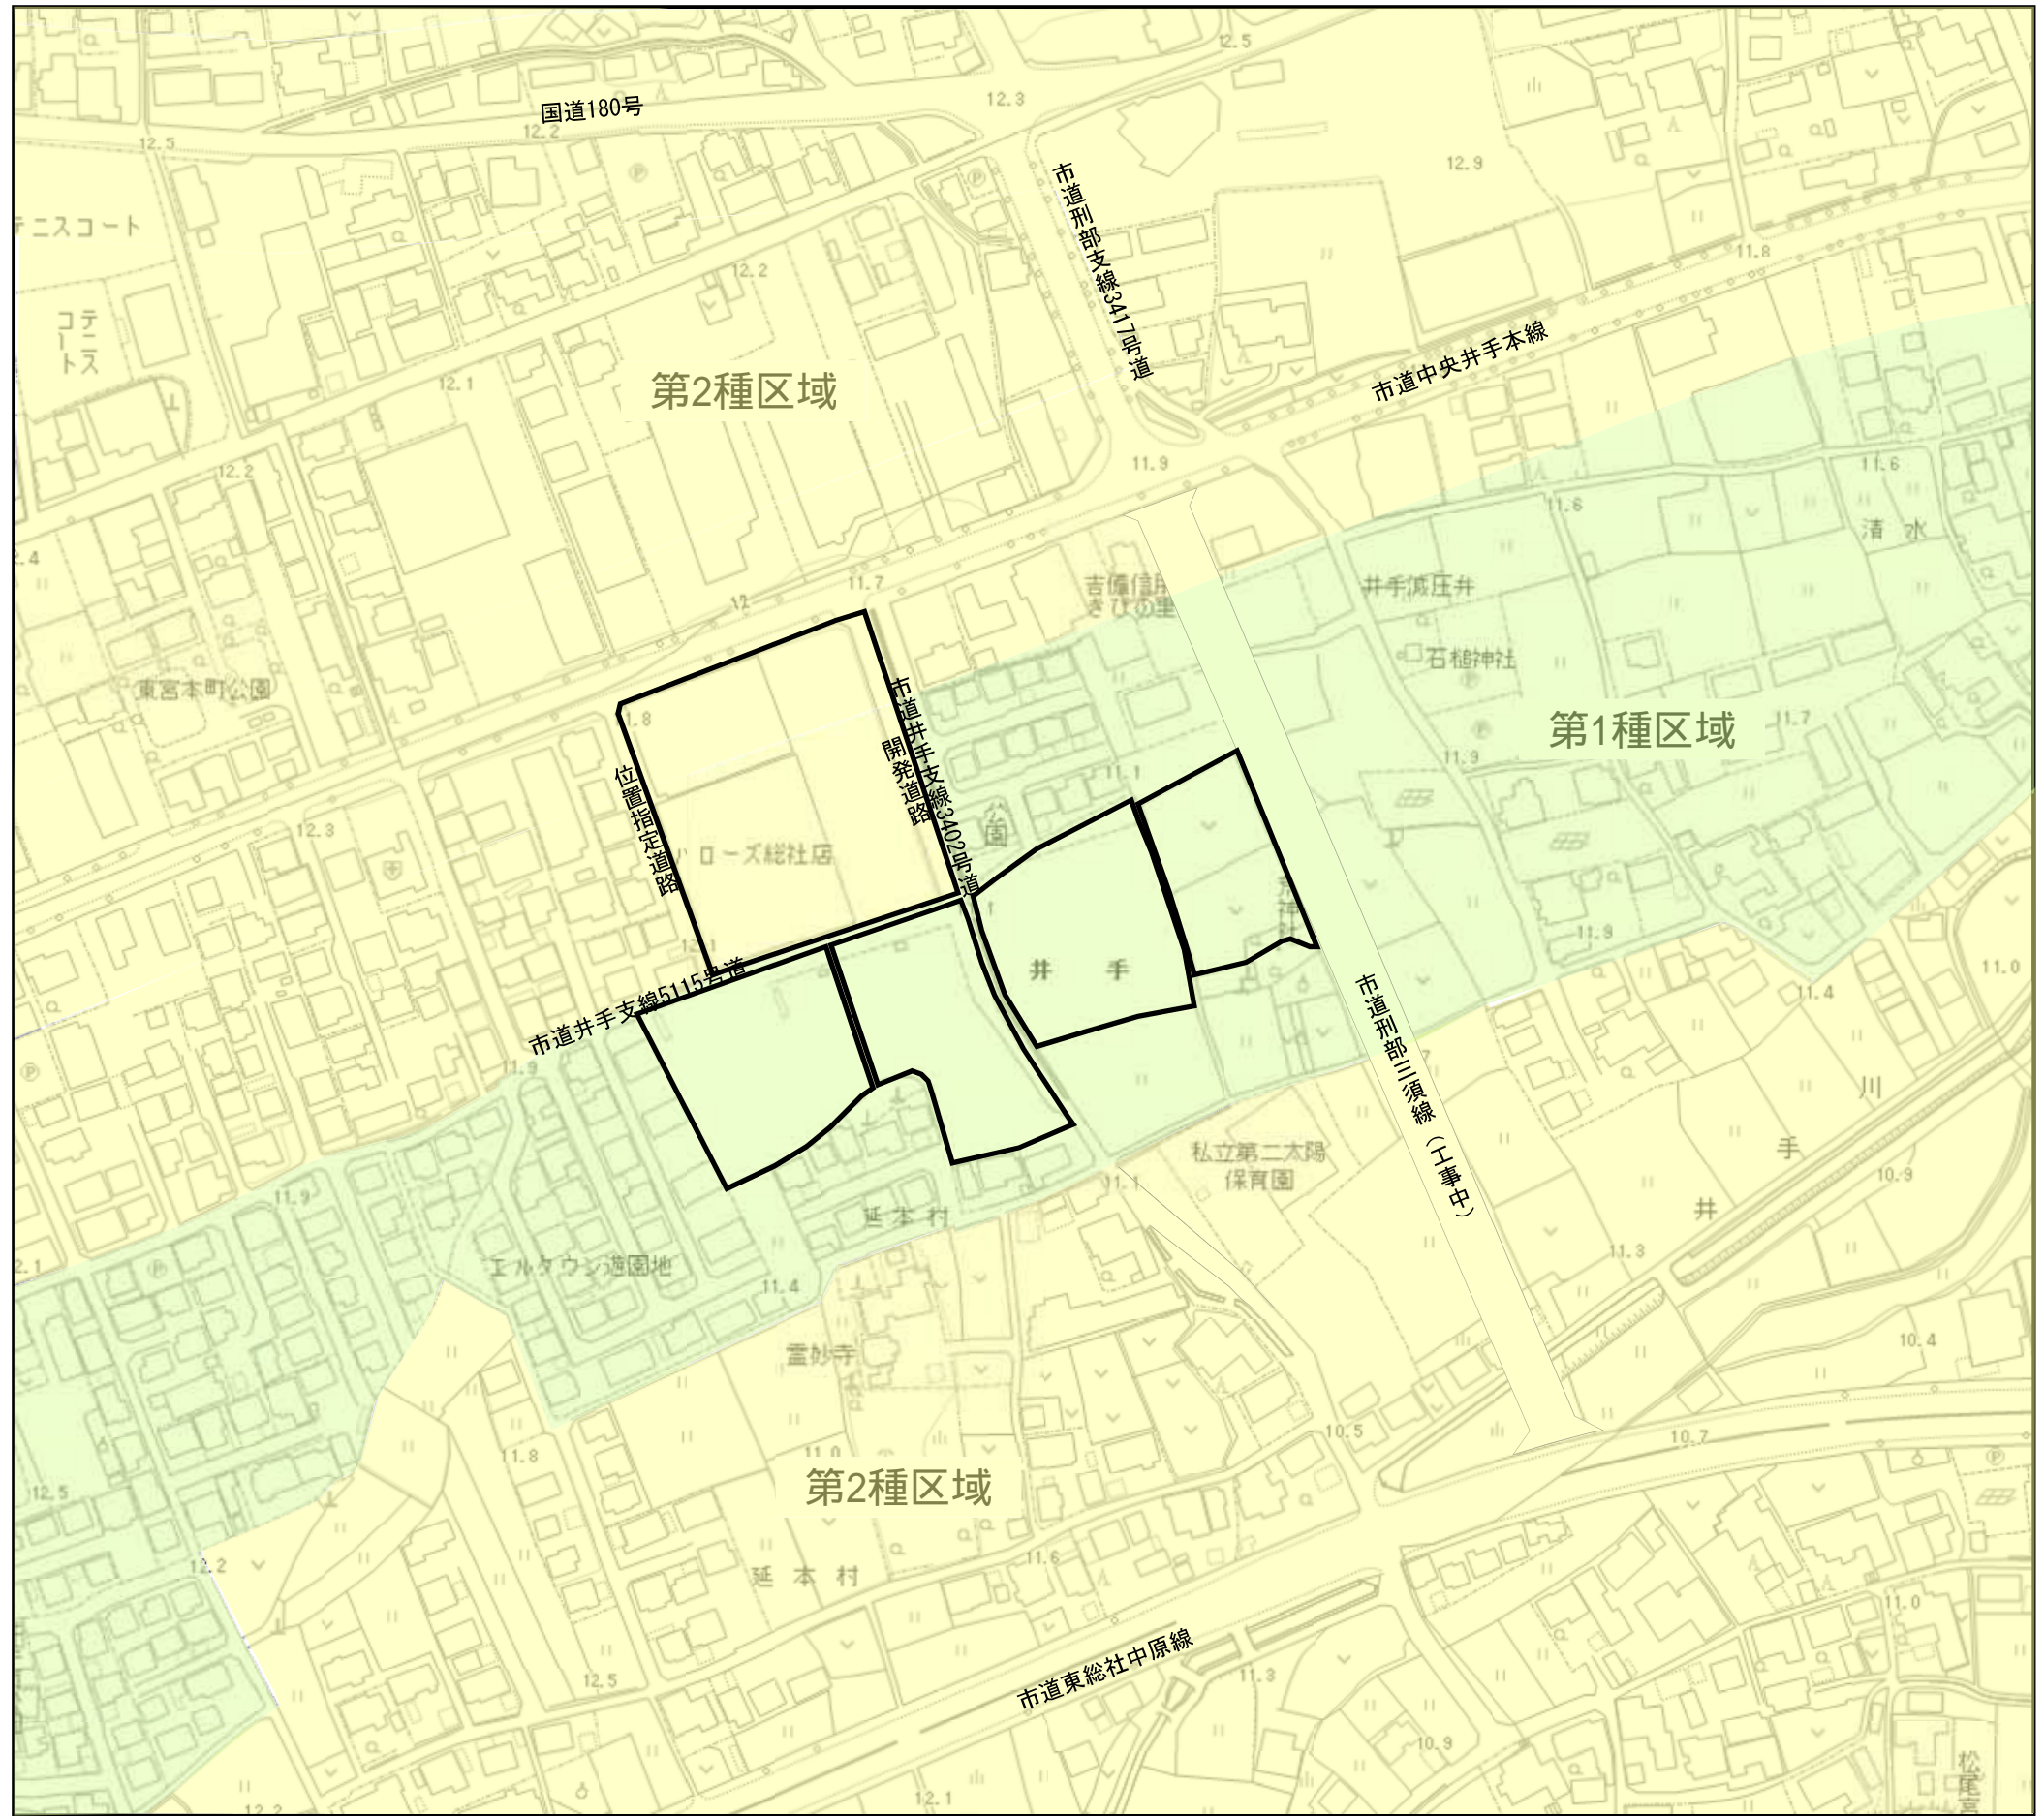 12.5
国道180号
12.3
12.2
12.5
12.9
市道刑部支線3417号道
テニスコート
12.2
11.8
テニス
コート
市道中央井手本線
12.1
第2種区域
12.2
11.9
11.6
11.6
清水
11.7
吉備信用
きびの里
井手減圧弁
石槌神社
東宮本町公園
市道井手支線3402号道
開発道路
位置指定道路
第1種区域
11.7
11.9
11.1
公園
12.3
ハローズ総社店
荒神社
11.9
12.1
井手
11.0
市道井手支線5115号道
市道刑部三須線（工事中）
11.4
11.9
川
手
井
私立第二太陽
保育園
10.9
11.1
11.9
延本村
エルタウン遊園地
11.4
11.3
霊妙寺
10.4
10.5
10.7
11.8
11.0
第2種区域
12.5
12.2
11.6
延本村
11.0
市道東総社中原線
11.3
12.5
10.9
12.1
12.2